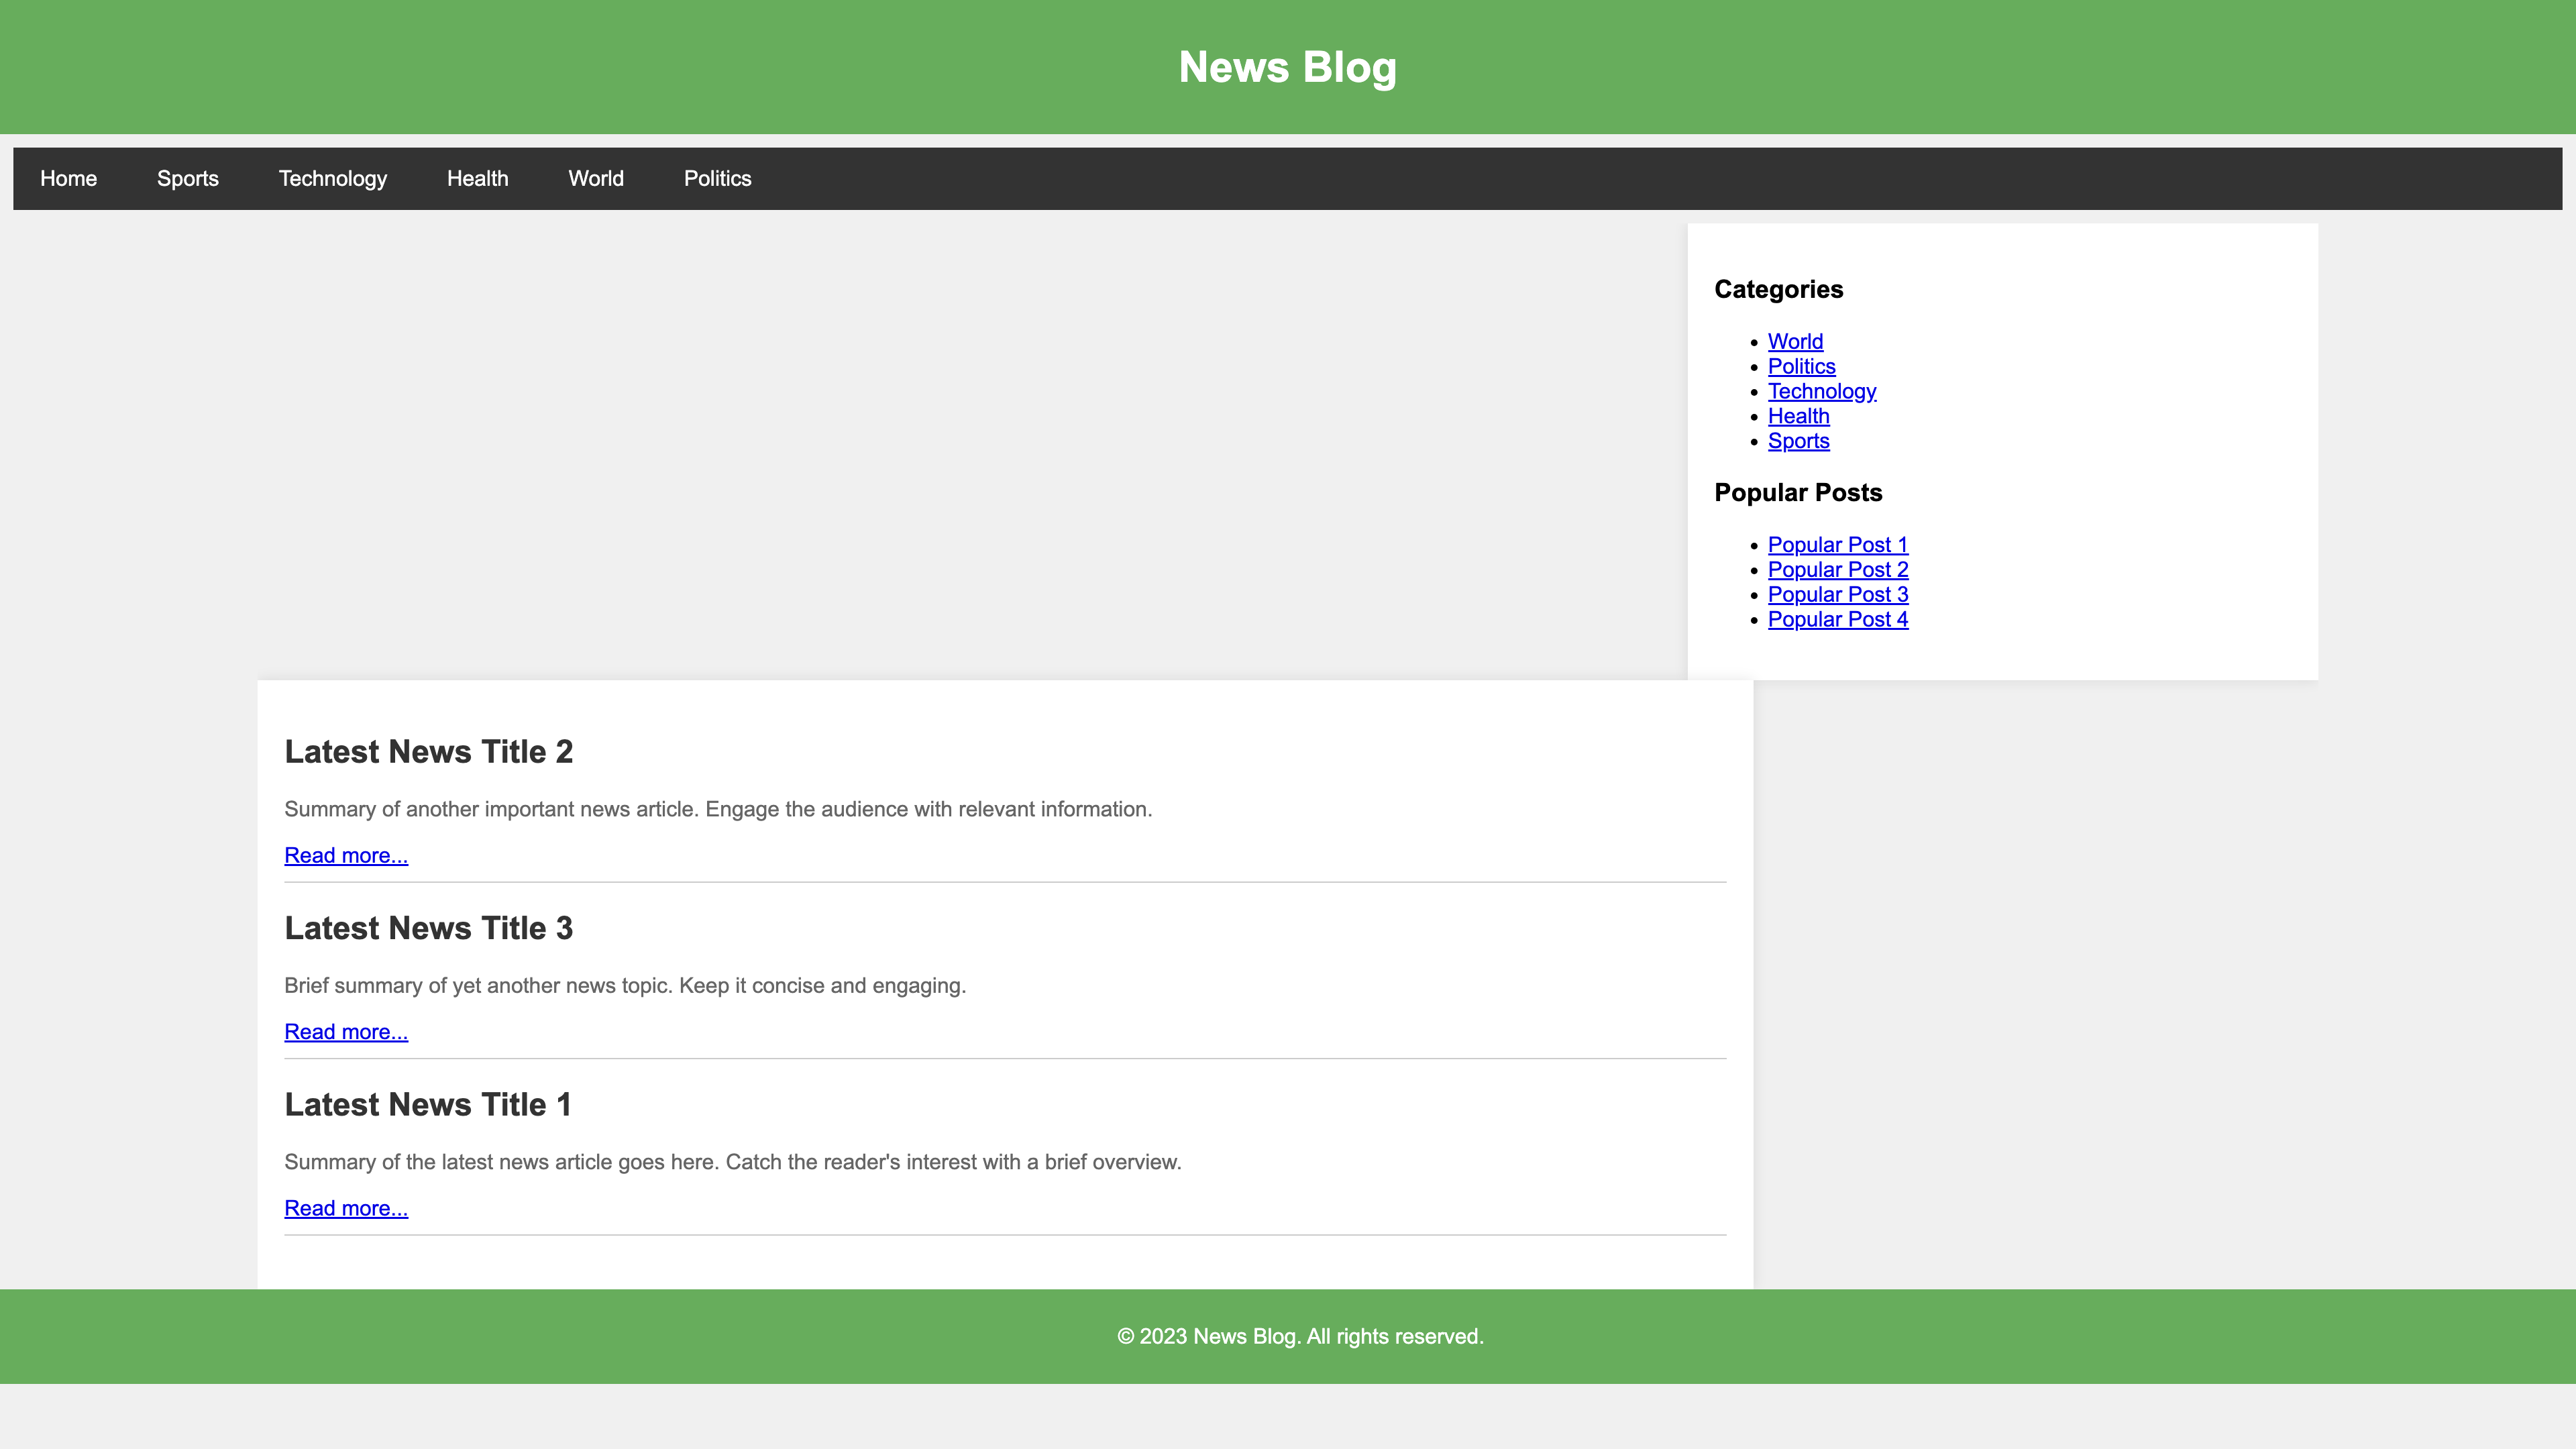 News Blog
Home Sports Technology Health World Politics
Categories
World
Politics
Technology
Health
Sports
Popular Posts
Popular Post 1
Popular Post 2
Popular Post 3
Popular Post 4
Latest News Title 2
Summary of another important news article. Engage the audience with relevant information.
Read more...
Latest News Title 3
Brief summary of yet another news topic. Keep it concise and engaging.
Read more...
Latest News Title 1
Summary of the latest news article goes here. Catch the reader's interest with a brief overview.
Read more...
© 2023 News Blog. All rights reserved.